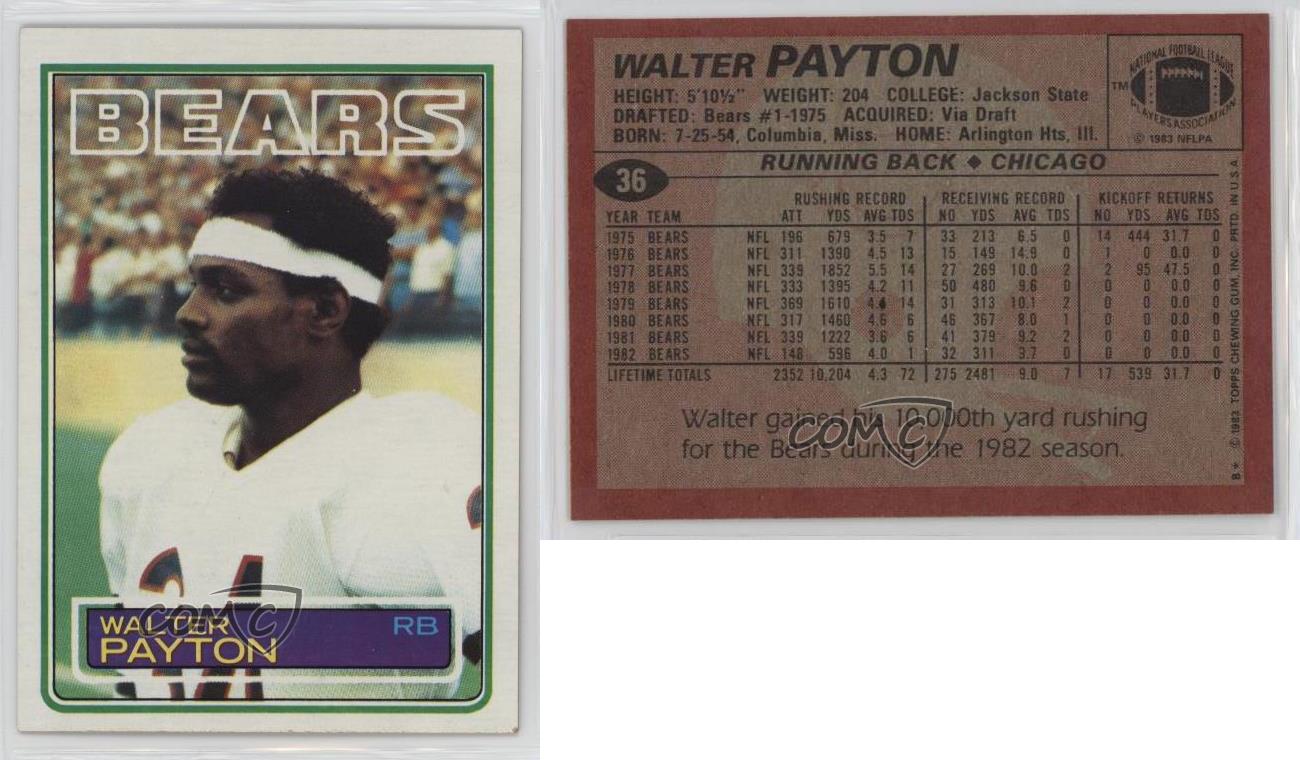 BEARS
WALTER
PAYTON
RB
COMC
WALTER PAYTON
HEIGHT: 5'10½" WEIGHT: 204 COLLEGE: Jackson State
DRAFTED: Bears #1-1975 ACQUIRED: Via Draft
BORN: 7-25-54, Columbia, Miss. HOME: Arlington Hts, Ill.
NATIONAL FOOTBALL LEAGUE
PLAYERS ASSOCIATION
TM
© 1983 NFLPA
36
RUNNING BACK ◆ CHICAGO
RUSHING RECORD RECEIVING RECORD KICKOFF RETURNS
YEAR TEAM ATT YDS AVG TDS NO YDS AVG TDS NO YDS AVG TDS
1975 BEARS NFL 196 679 3.5 7 33 213 6.5 0 14 444 31.7 0
1976 BEARS NFL 311 1390 4.5 13 15 149 14.9 0 1 0 0.0 0
1977 BEARS NFL 339 1852 5.5 14 27 269 10.0 2 2 95 47.5 0
1978 BEARS NFL 333 1395 4.2 11 50 480 9.6 0 0 0 0.0 0
1979 BEARS NFL 369 1610 4.4 14 31 313 10.1 2 0 0 0.0 0
1980 BEARS NFL 317 1460 4.6 6 46 367 8.0 1 0 0 0.0 0
1981 BEARS NFL 339 1222 3.6 6 41 379 9.2 2 0 0 0.0 0
1982 BEARS NFL 148 596 4.0 1 32 311 3.7 0 0 0 0.0 0
LIFETIME TOTALS 2352 10,204 4.3 72 275 2481 9.0 7 17 539 31.7 0
Walter gained his 10,000th yard rushing
for the Bears during the 1982 season.
COMC
B* © 1983 TOPPS CHEWING GUM, INC. PRTD. IN U.S.A.